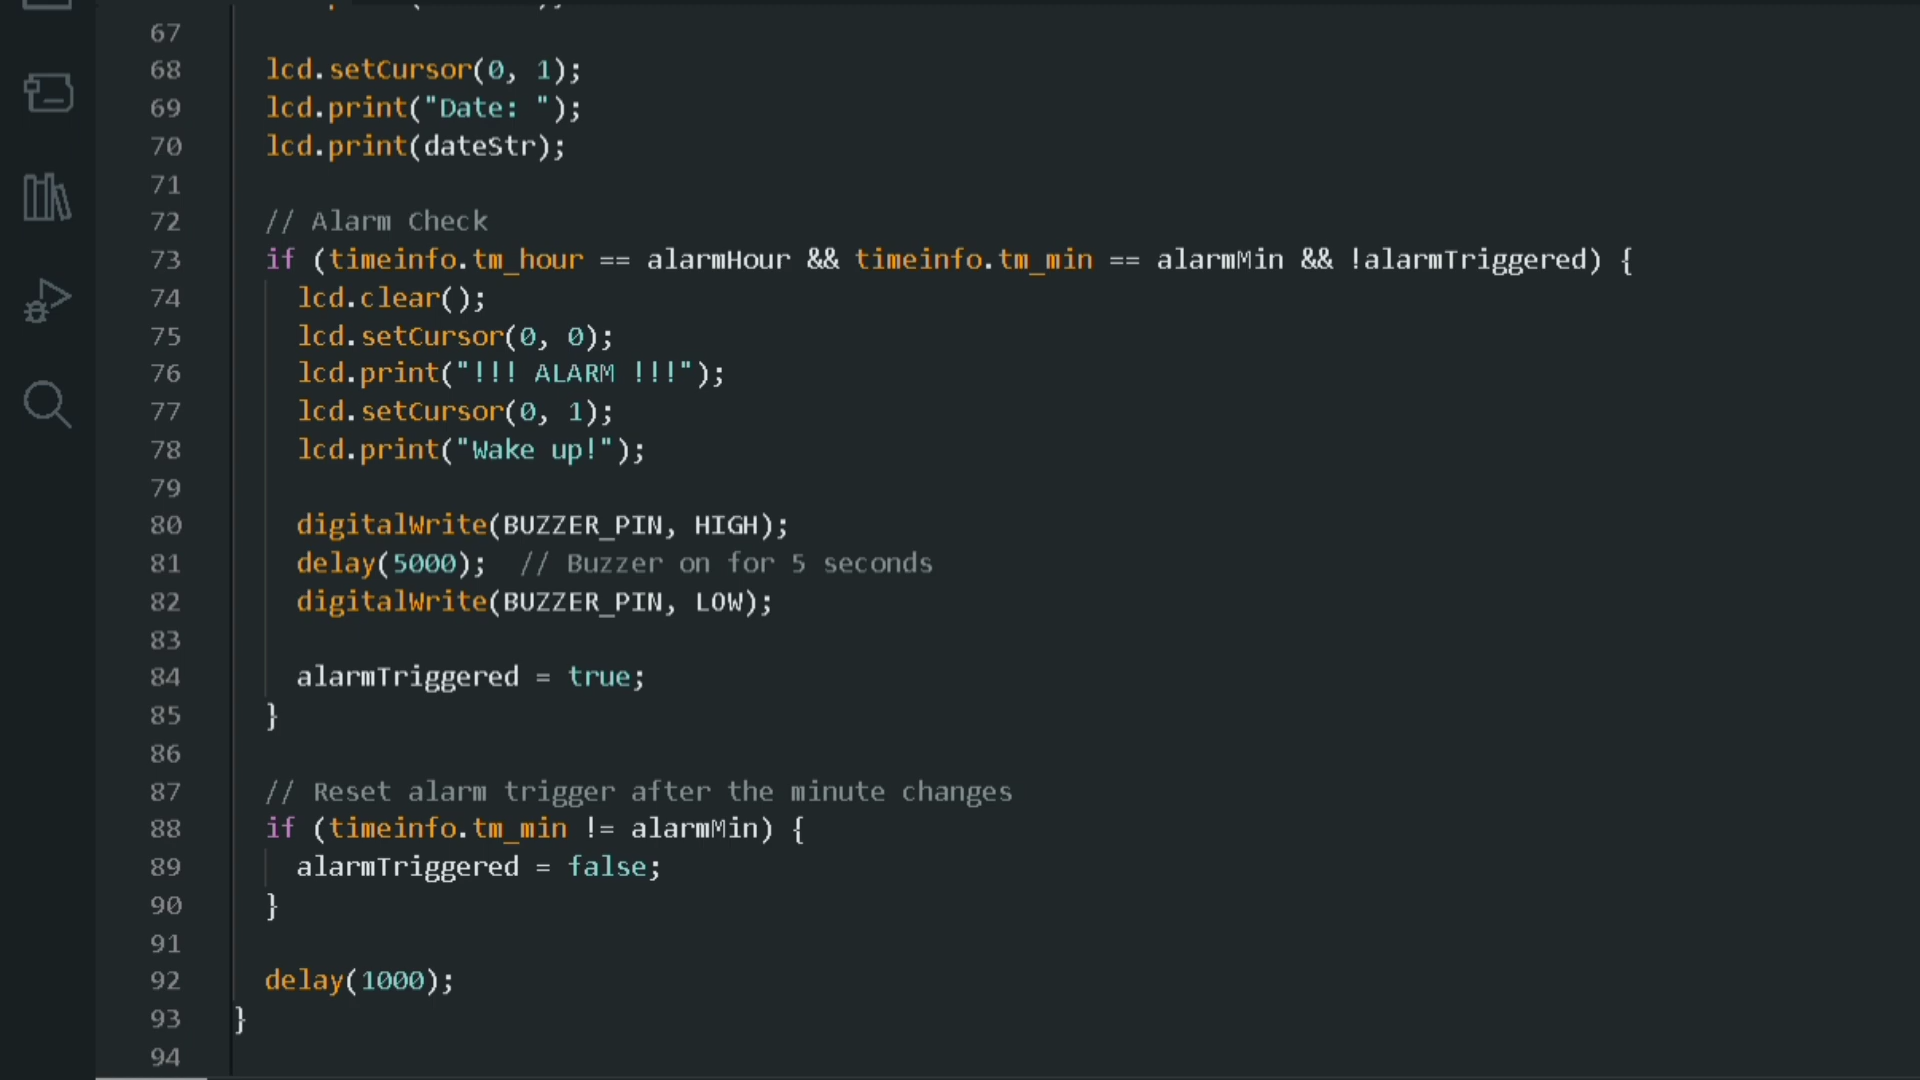 67
68 lcd.setCursor(0, 1);
69 lcd.print("Date: ");
70 lcd.print(dateStr);
71
72 // Alarm Check
73 if (timeinfo.tm_hour == alarmHour && timeinfo.tm_min == alarmMin && !alarmTriggered) {
74 lcd.clear();
75 lcd.setCursor(0, 0);
76 lcd.print("!!! ALARM !!!");
77 lcd.setCursor(0, 1);
78 lcd.print("Wake up!");
79
80 digitalWrite(BUZZER_PIN, HIGH);
81 delay(5000); // Buzzer on for 5 seconds
82 digitalWrite(BUZZER_PIN, LOW);
83
84 alarmTriggered = true;
85 }
86
87 // Reset alarm trigger after the minute changes
88 if (timeinfo.tm_min != alarmMin) {
89 alarmTriggered = false;
90 }
91
92 delay(1000);
93 }
94